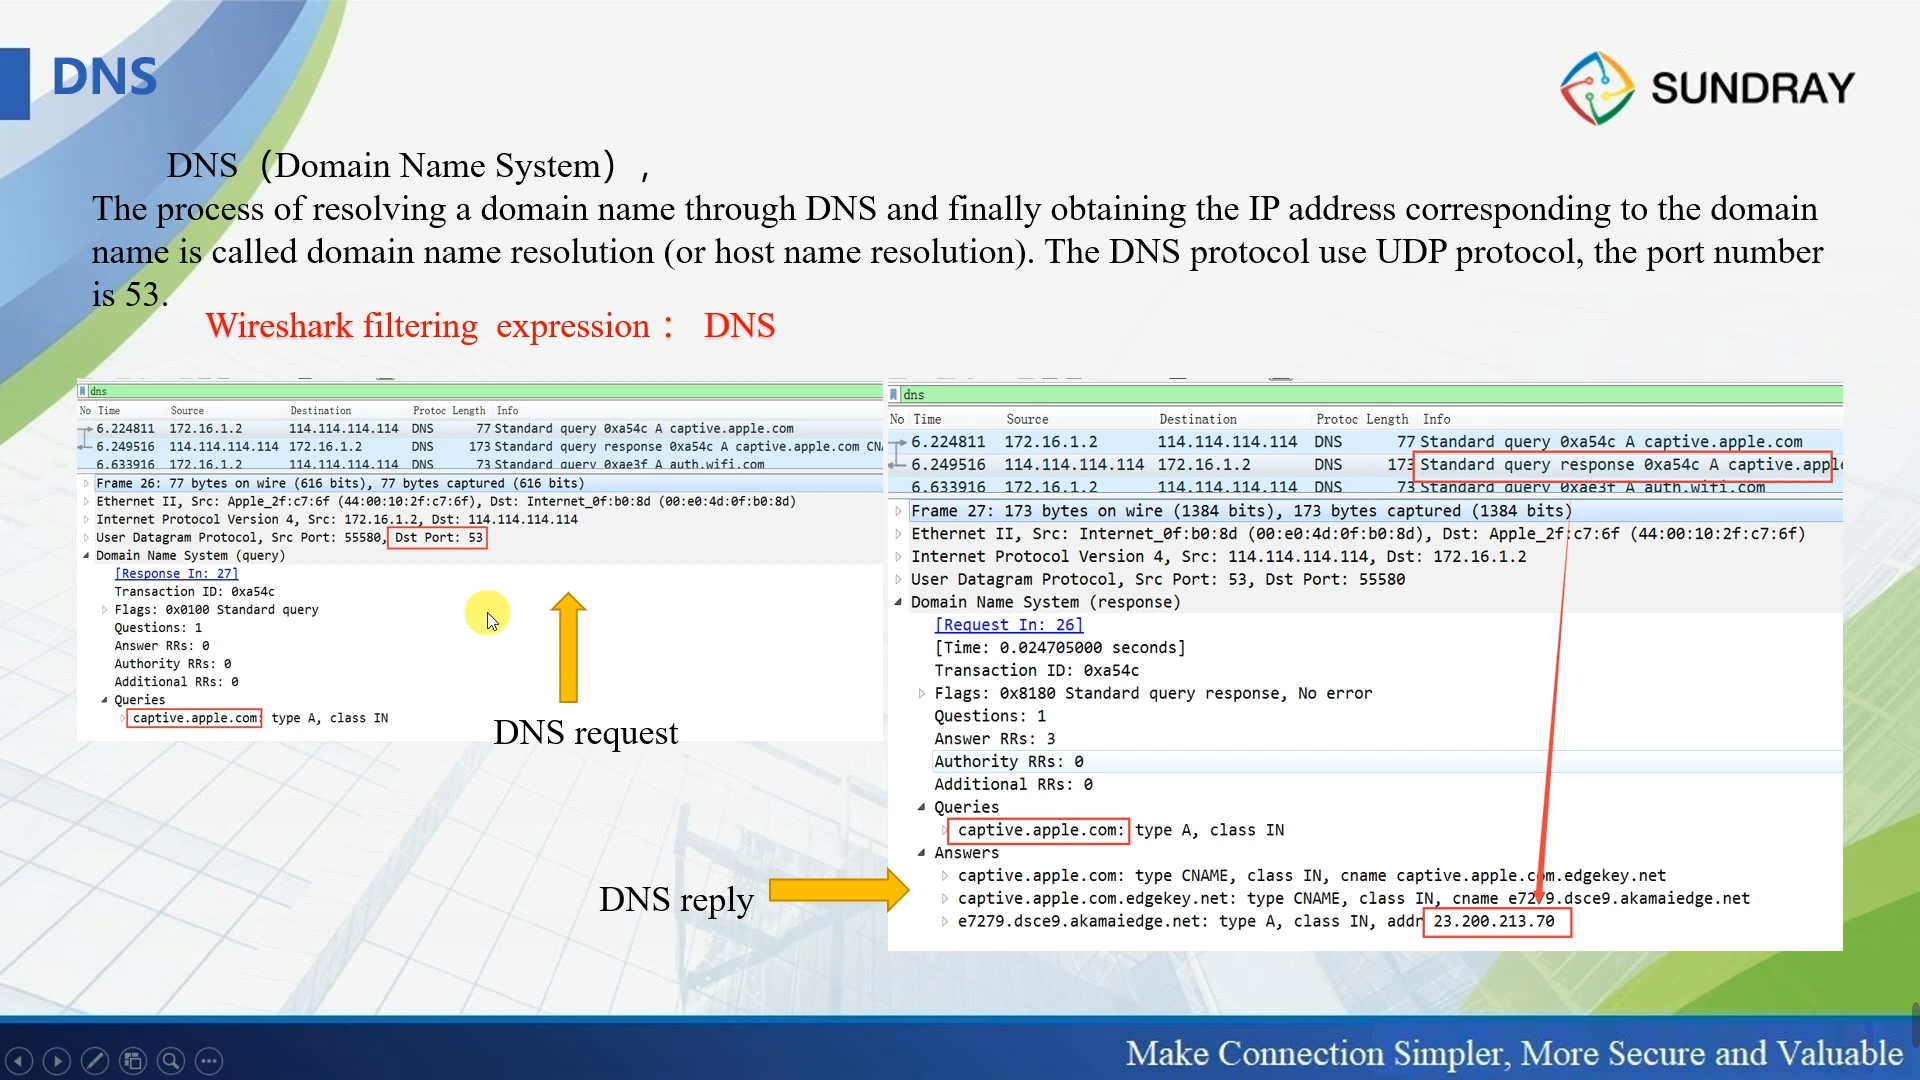 DNS
SUNDRAY
DNS（Domain Name System）,
The process of resolving a domain name through DNS and finally obtaining the IP address corresponding to the domain
name is called domain name resolution (or host name resolution). The DNS protocol use UDP protocol, the port number
is 53.
Wireshark filtering expression： DNS
dns
No Time Source Destination Protoc Length Info
6.224811 172.16.1.2 114.114.114.114 DNS 77 Standard query 0xa54c A captive.apple.com
6.249516 114.114.114.114 172.16.1.2 DNS 173 Standard query response 0xa54c A captive.apple.com CN
6.633916 172.16.1.2 114.114.114.114 DNS 73 Standard query 0xae3f A auth.wifi.com
Frame 26: 77 bytes on wire (616 bits), 77 bytes captured (616 bits)
Ethernet II, Src: Apple_2f:c7:6f (44:00:10:2f:c7:6f), Dst: Internet_0f:b0:8d (00:e0:4d:0f:b0:8d)
Internet Protocol Version 4, Src: 172.16.1.2, Dst: 114.114.114.114
User Datagram Protocol, Src Port: 55580, Dst Port: 53
Domain Name System (query)
[Response In: 27]
Transaction ID: 0xa54c
Flags: 0x0100 Standard query
Questions: 1
Answer RRs: 0
Authority RRs: 0
Additional RRs: 0
Queries
captive.apple.com: type A, class IN
DNS request
dns
No Time Source Destination Protoc Length Info
6.224811 172.16.1.2 114.114.114.114 DNS 77 Standard query 0xa54c A captive.apple.com
6.249516 114.114.114.114 172.16.1.2 DNS 173 Standard query response 0xa54c A captive.apple
6.633916 172.16.1.2 114.114.114.114 DNS 73 Standard query 0xae3f A auth.wifi.com
Frame 27: 173 bytes on wire (1384 bits), 173 bytes captured (1384 bits)
Ethernet II, Src: Internet_0f:b0:8d (00:e0:4d:0f:b0:8d), Dst: Apple_2f:c7:6f (44:00:10:2f:c7:6f)
Internet Protocol Version 4, Src: 114.114.114.114, Dst: 172.16.1.2
User Datagram Protocol, Src Port: 53, Dst Port: 55580
Domain Name System (response)
[Request In: 26]
[Time: 0.024705000 seconds]
Transaction ID: 0xa54c
Flags: 0x8180 Standard query response, No error
Questions: 1
Answer RRs: 3
Authority RRs: 0
Additional RRs: 0
Queries
captive.apple.com: type A, class IN
Answers
captive.apple.com: type CNAME, class IN, cname captive.apple.com.edgekey.net
captive.apple.com.edgekey.net: type CNAME, class IN, cname e7279.dsce9.akamaiedge.net
e7279.dsce9.akamaiedge.net: type A, class IN, addr 23.200.213.70
DNS reply
Make Connection Simpler, More Secure and Valuable